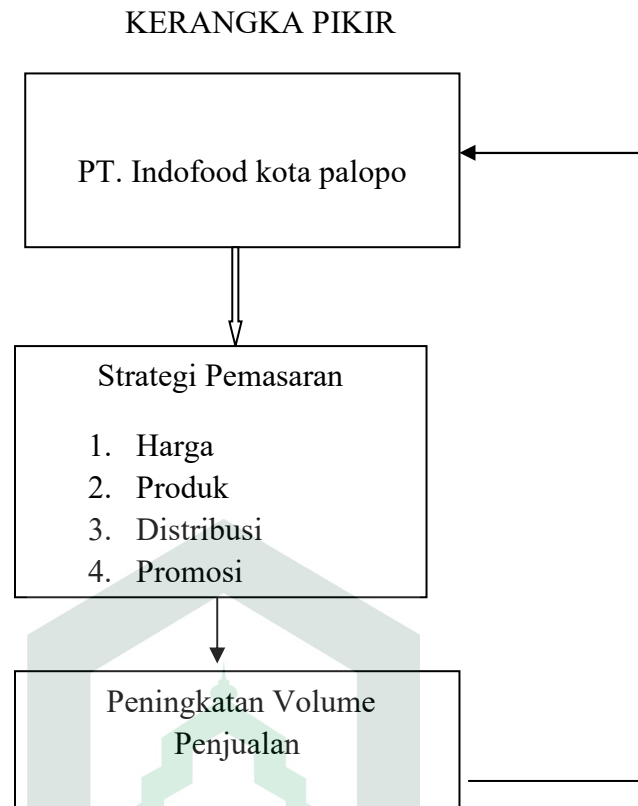 KERANGKA PIKIR
PT. Indofood kota palopo
Strategi Pemasaran
1. Harga
2. Produk
3. Distribusi
4. Promosi
Peningkatan Volume
Penjualan